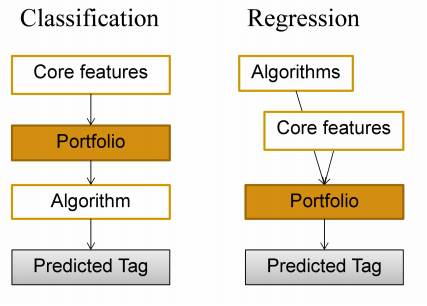 Classification
Core features
Portfolio
Algorithm
Predicted Tag
Regression
Algorithms
Core features
Portfolio
Predicted Tag